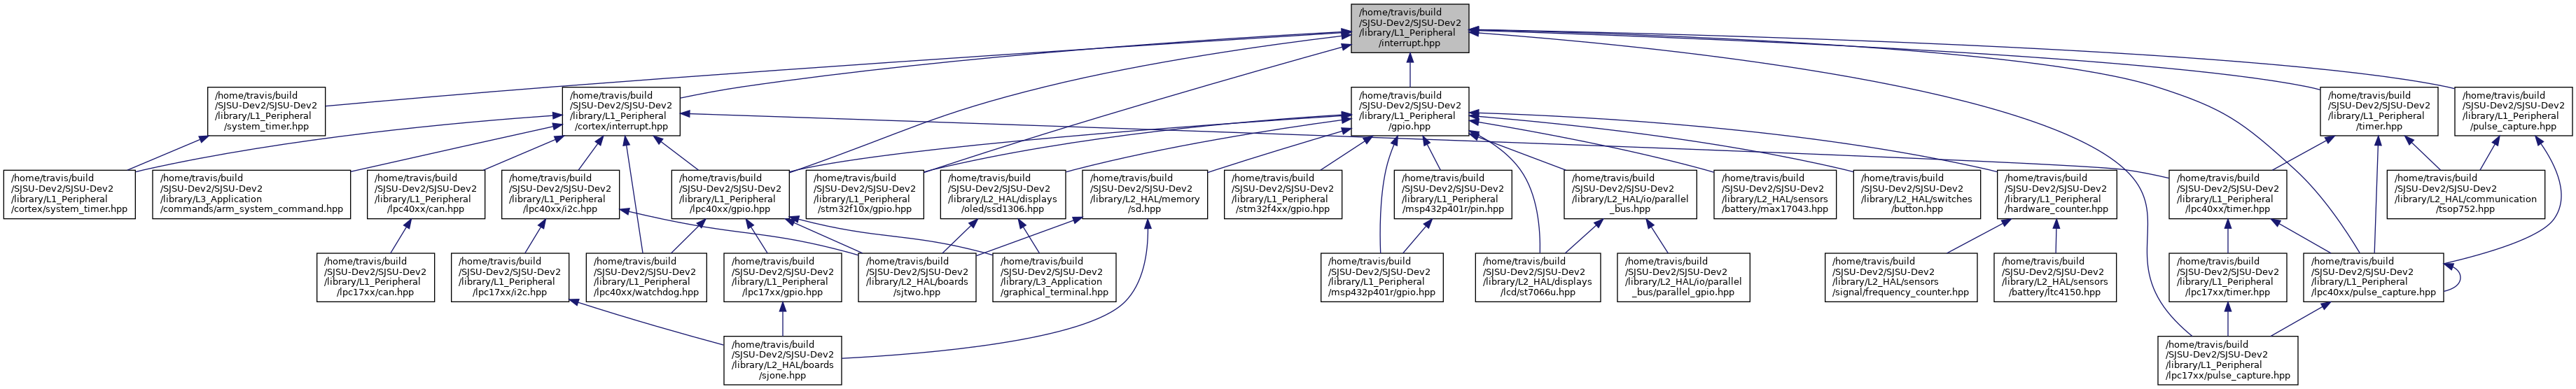 /home/travis/build
/SJSU-Dev2/SJSU-Dev2
/library/L1_Peripheral
/interrupt.hpp
/home/travis/build
/SJSU-Dev2/SJSU-Dev2
/library/L1_Peripheral
/system_timer.hpp
/home/travis/build
/SJSU-Dev2/SJSU-Dev2
/library/L1_Peripheral
/cortex/interrupt.hpp
/home/travis/build
/SJSU-Dev2/SJSU-Dev2
/library/L1_Peripheral
/gpio.hpp
/home/travis/build
/SJSU-Dev2/SJSU-Dev2
/library/L1_Peripheral
/timer.hpp
/home/travis/build
/SJSU-Dev2/SJSU-Dev2
/library/L1_Peripheral
/pulse_capture.hpp
/home/travis/build
/SJSU-Dev2/SJSU-Dev2
/library/L1_Peripheral
/cortex/system_timer.hpp
/home/travis/build
/SJSU-Dev2/SJSU-Dev2
/library/L3_Application
/commands/arm_system_command.hpp
/home/travis/build
/SJSU-Dev2/SJSU-Dev2
/library/L1_Peripheral
/lpc40xx/can.hpp
/home/travis/build
/SJSU-Dev2/SJSU-Dev2
/library/L1_Peripheral
/lpc40xx/i2c.hpp
/home/travis/build
/SJSU-Dev2/SJSU-Dev2
/library/L1_Peripheral
/lpc40xx/gpio.hpp
/home/travis/build
/SJSU-Dev2/SJSU-Dev2
/library/L1_Peripheral
/stm32f10x/gpio.hpp
/home/travis/build
/SJSU-Dev2/SJSU-Dev2
/library/L2_HAL/displays
/oled/ssd1306.hpp
/home/travis/build
/SJSU-Dev2/SJSU-Dev2
/library/L2_HAL/memory
/sd.hpp
/home/travis/build
/SJSU-Dev2/SJSU-Dev2
/library/L1_Peripheral
/stm32f4xx/gpio.hpp
/home/travis/build
/SJSU-Dev2/SJSU-Dev2
/library/L1_Peripheral
/msp432p401r/pin.hpp
/home/travis/build
/SJSU-Dev2/SJSU-Dev2
/library/L2_HAL/io/parallel
_bus.hpp
/home/travis/build
/SJSU-Dev2/SJSU-Dev2
/library/L2_HAL/sensors
/battery/max17043.hpp
/home/travis/build
/SJSU-Dev2/SJSU-Dev2
/library/L2_HAL/switches
/button.hpp
/home/travis/build
/SJSU-Dev2/SJSU-Dev2
/library/L1_Peripheral
/hardware_counter.hpp
/home/travis/build
/SJSU-Dev2/SJSU-Dev2
/library/L1_Peripheral
/lpc40xx/timer.hpp
/home/travis/build
/SJSU-Dev2/SJSU-Dev2
/library/L2_HAL/communication
/tsop752.hpp
/home/travis/build
/SJSU-Dev2/SJSU-Dev2
/library/L1_Peripheral
/lpc17xx/can.hpp
/home/travis/build
/SJSU-Dev2/SJSU-Dev2
/library/L1_Peripheral
/lpc17xx/i2c.hpp
/home/travis/build
/SJSU-Dev2/SJSU-Dev2
/library/L1_Peripheral
/lpc40xx/watchdog.hpp
/home/travis/build
/SJSU-Dev2/SJSU-Dev2
/library/L1_Peripheral
/lpc17xx/gpio.hpp
/home/travis/build
/SJSU-Dev2/SJSU-Dev2
/library/L2_HAL/boards
/sjtwo.hpp
/home/travis/build
/SJSU-Dev2/SJSU-Dev2
/library/L3_Application
/graphical_terminal.hpp
/home/travis/build
/SJSU-Dev2/SJSU-Dev2
/library/L1_Peripheral
/msp432p401r/gpio.hpp
/home/travis/build
/SJSU-Dev2/SJSU-Dev2
/library/L2_HAL/displays
/lcd/st7066u.hpp
/home/travis/build
/SJSU-Dev2/SJSU-Dev2
/library/L2_HAL/io/parallel
_bus/parallel_gpio.hpp
/home/travis/build
/SJSU-Dev2/SJSU-Dev2
/library/L2_HAL/sensors
/signal/frequency_counter.hpp
/home/travis/build
/SJSU-Dev2/SJSU-Dev2
/library/L2_HAL/sensors
/battery/ltc4150.hpp
/home/travis/build
/SJSU-Dev2/SJSU-Dev2
/library/L1_Peripheral
/lpc17xx/timer.hpp
/home/travis/build
/SJSU-Dev2/SJSU-Dev2
/library/L1_Peripheral
/lpc40xx/pulse_capture.hpp
/home/travis/build
/SJSU-Dev2/SJSU-Dev2
/library/L2_HAL/boards
/sjone.hpp
/home/travis/build
/SJSU-Dev2/SJSU-Dev2
/library/L1_Peripheral
/lpc17xx/pulse_capture.hpp